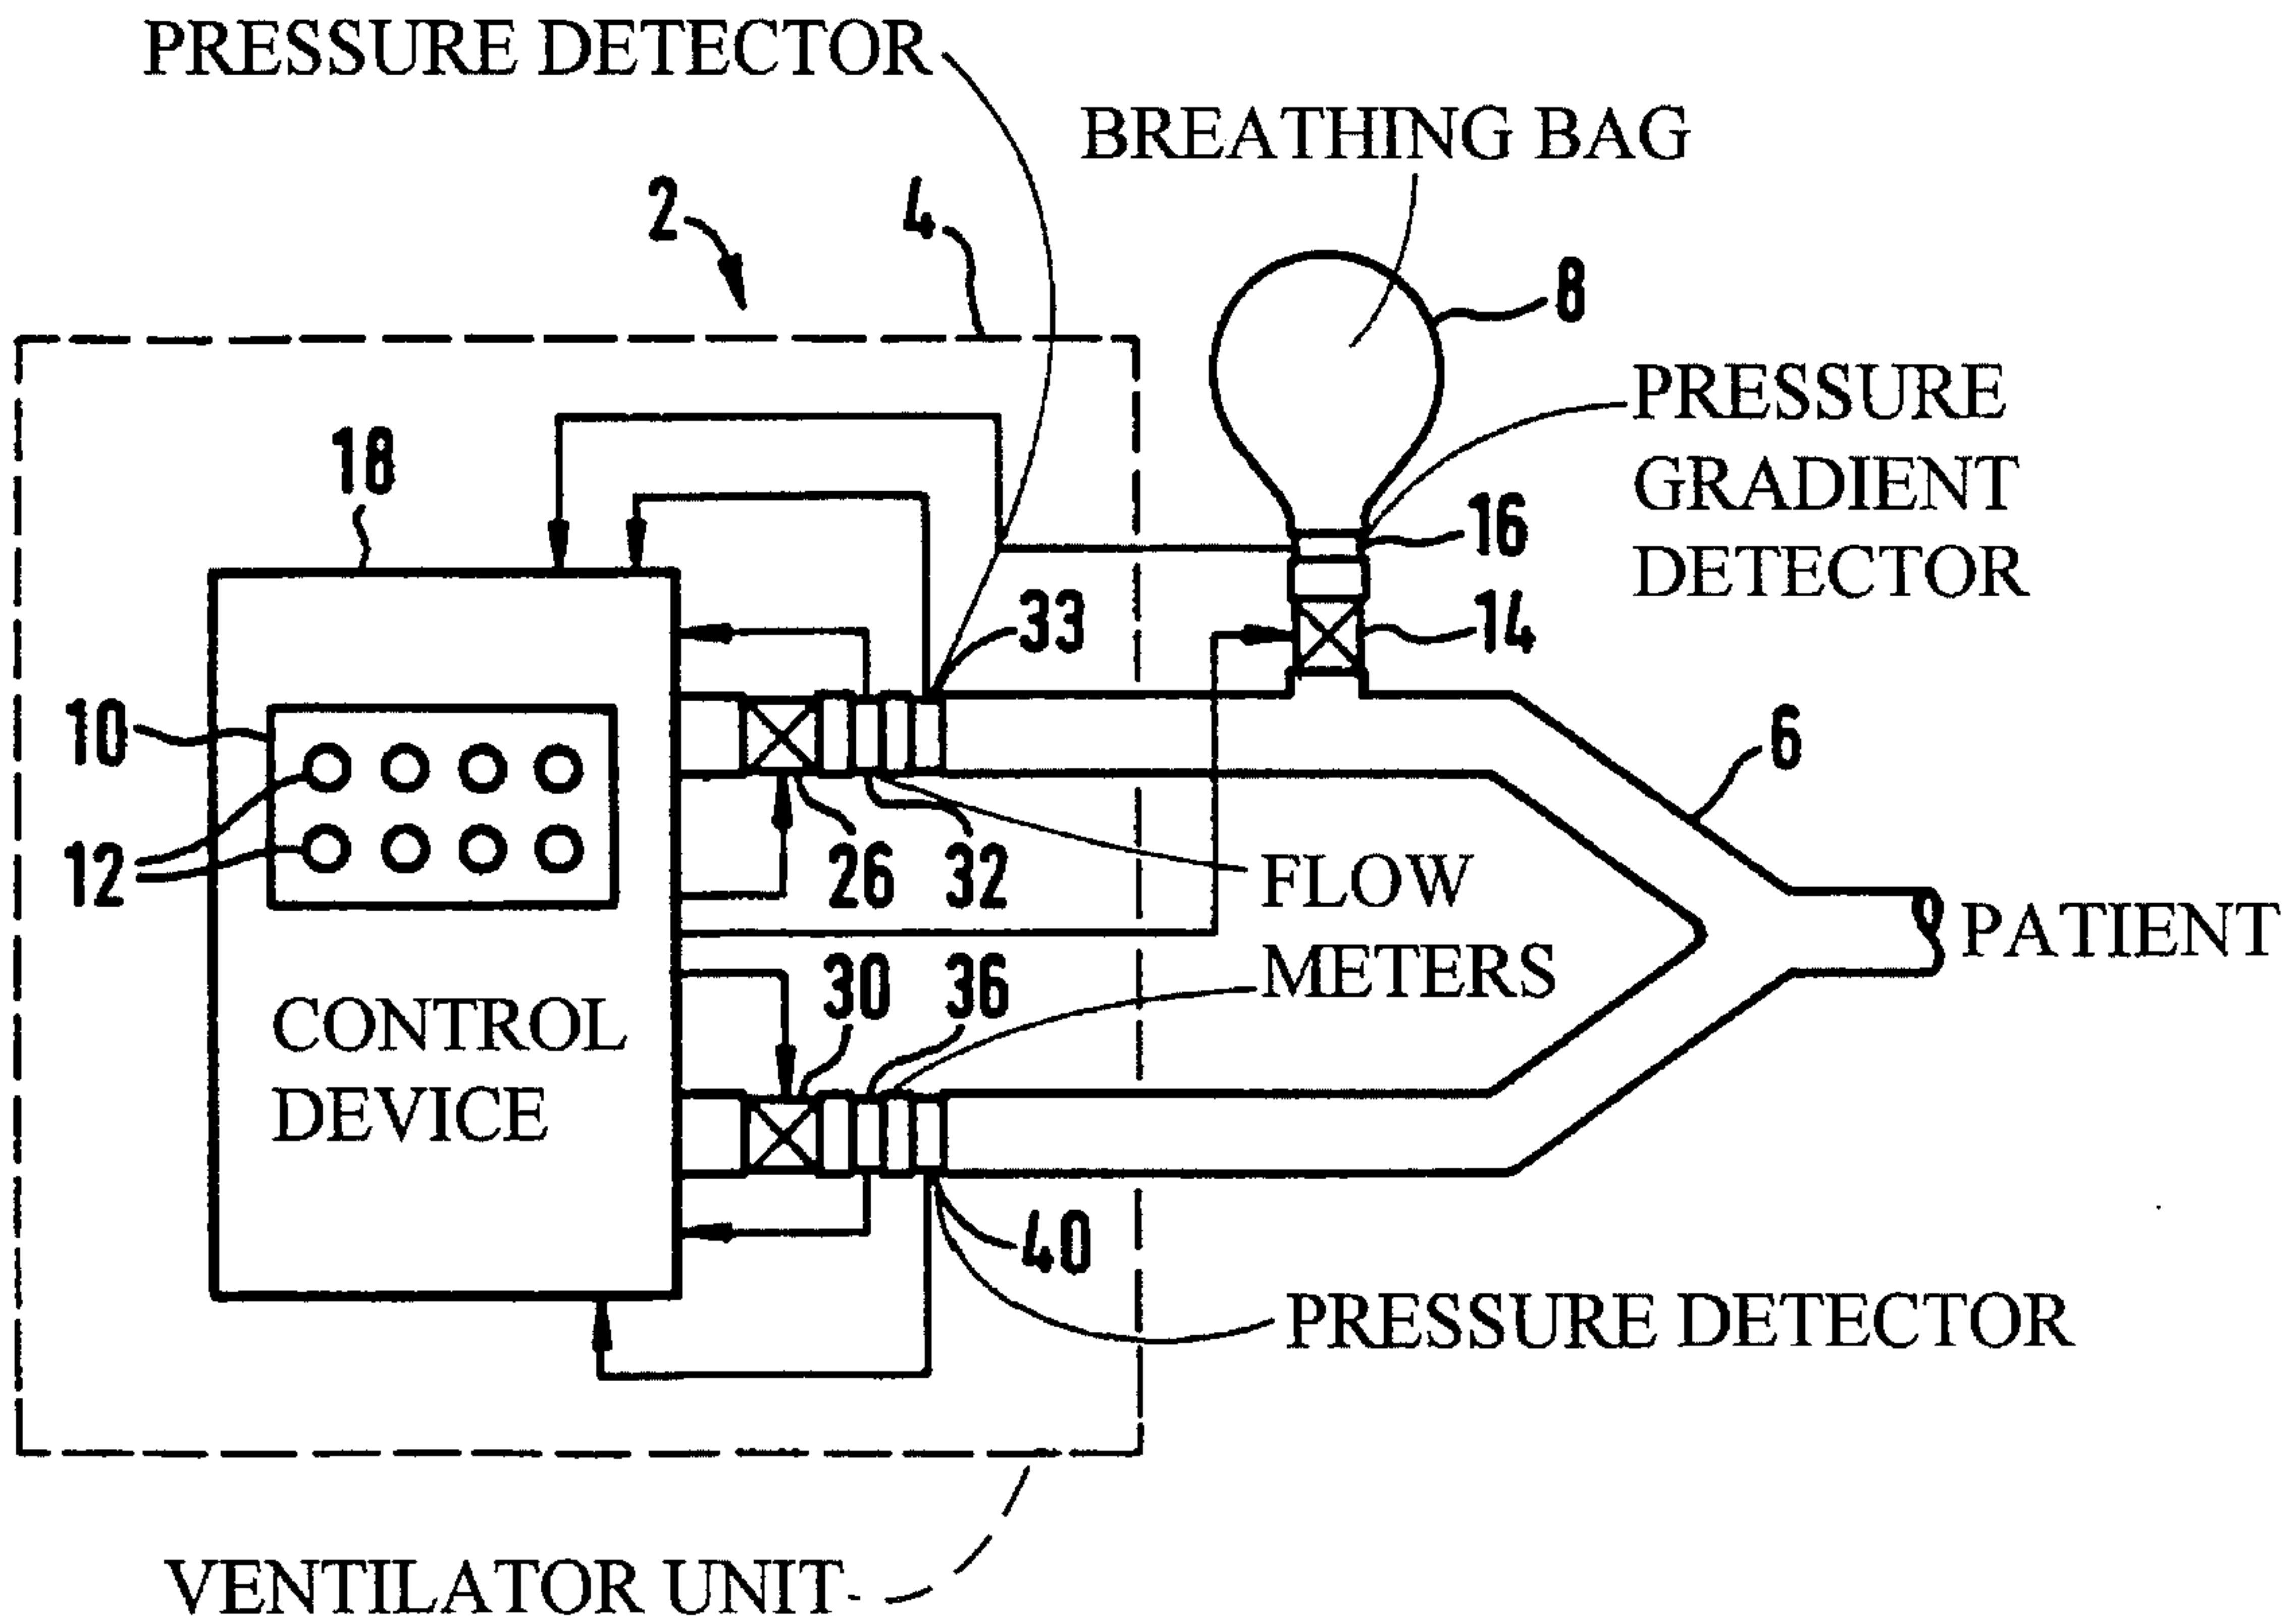 PRESSURE DETECTOR
BREATHING BAG
2
4
8
PRESSURE
GRADIENT
DETECTOR
18
16
33
14
10
6
12
26
32
FLOW
METERS
PATIENT
30
36
CONTROL
DEVICE
40
PRESSURE DETECTOR
VENTILATOR UNIT